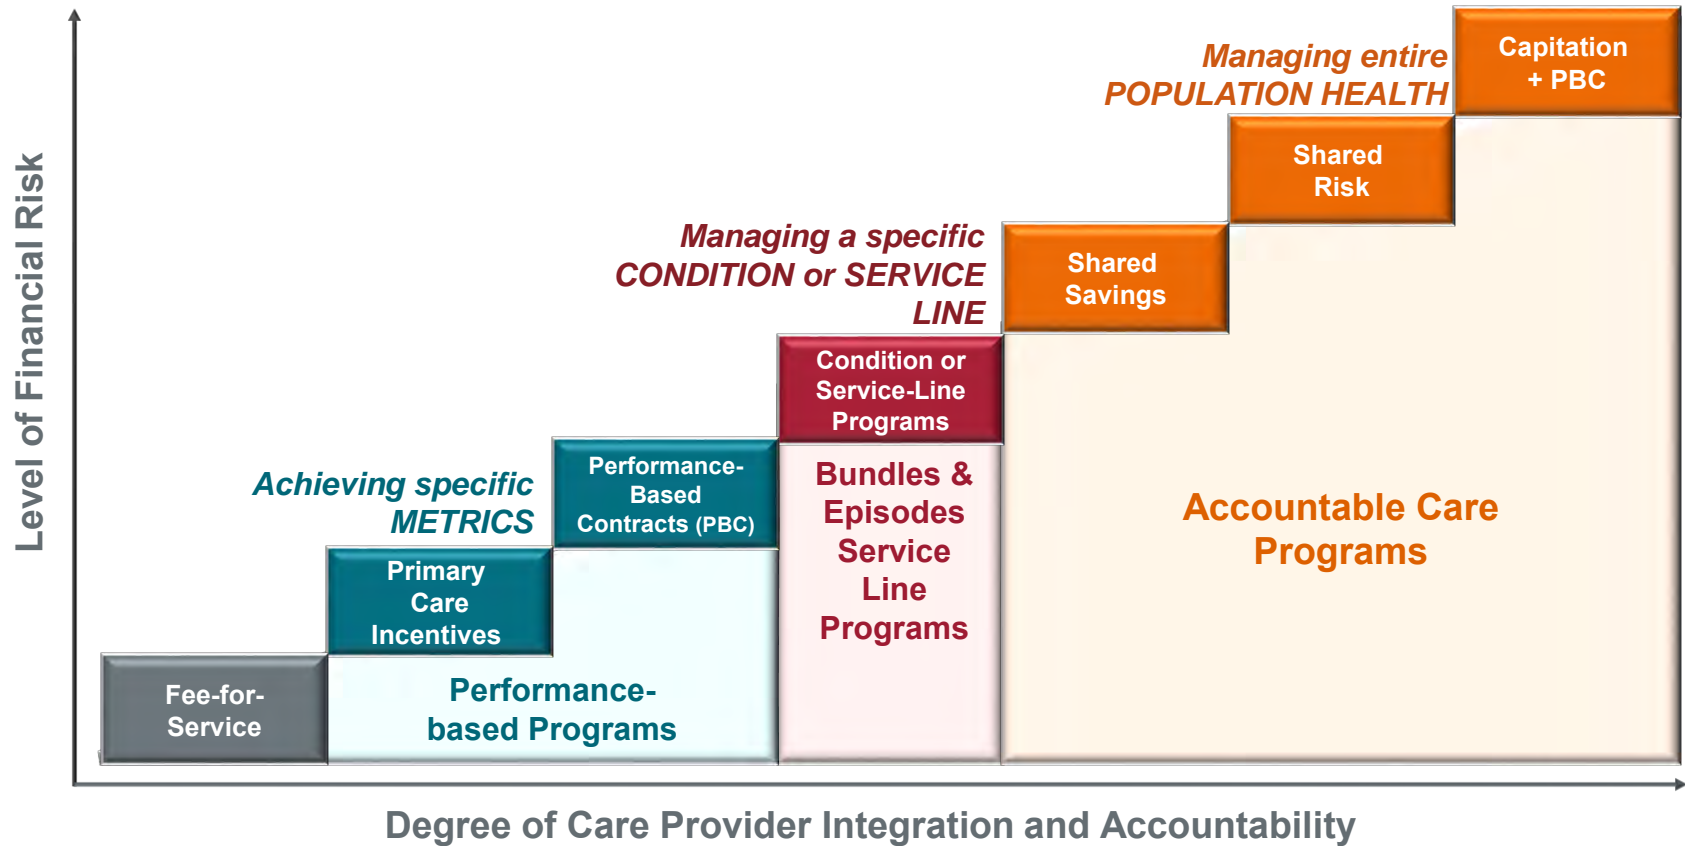 Level of Financial Risk
Managing entire
POPULATION HEALTH
Capitation
+ PBC
Shared
Risk
Managing a specific
CONDITION or SERVICE
LINE
Shared
Savings
Condition or
Service-Line
Programs
Achieving specific
METRICS
Performance-
Based
Contracts (PBC)
Bundles &
Episodes
Service
Line
Programs
Accountable Care
Programs
Primary
Care
Incentives
Fee-for-
Service
Performance-
based Programs
Degree of Care Provider Integration and Accountability